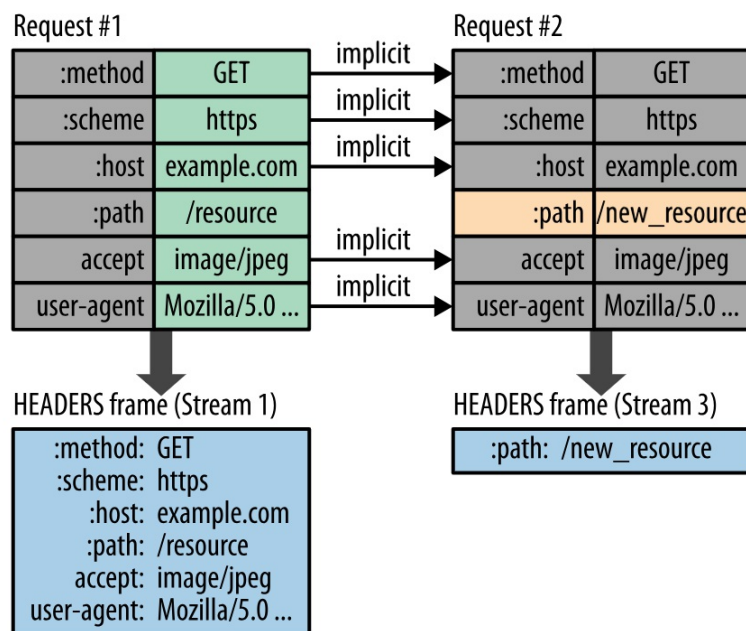 Request #1
:method GET
:scheme https
:host example.com
:path /resource
accept image/jpeg
user-agent Mozilla/5.0 ...
implicit
implicit
implicit
implicit
implicit
Request #2
:method GET
:scheme https
:host example.com
:path /new_resource
accept image/jpeg
user-agent Mozilla/5.0 ...
HEADERS frame (Stream 1)
:method: GET
:scheme: https
:host: example.com
:path: /resource
accept: image/jpeg
user-agent: Mozilla/5.0 ...
HEADERS frame (Stream 3)
:path: /new_resource